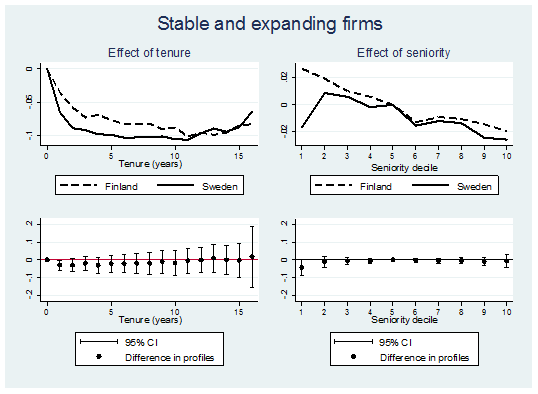 Stable and expanding firms
Effect of tenure
0
-.05
-.1
0 5 10 15
Tenure (years)
Finland Sweden
Effect of seniority
.02
0
-.02
1 2 3 4 5 6 7 8 9 10
Seniority decile
Finland Sweden
.2
.1
0
-.1
-.2
0 5 10 15
Tenure (years)
95% CI
Difference in profiles
.2
.1
0
-.1
-.2
1 2 3 4 5 6 7 8 9 10
Seniority decile
95% CI
Difference in profiles